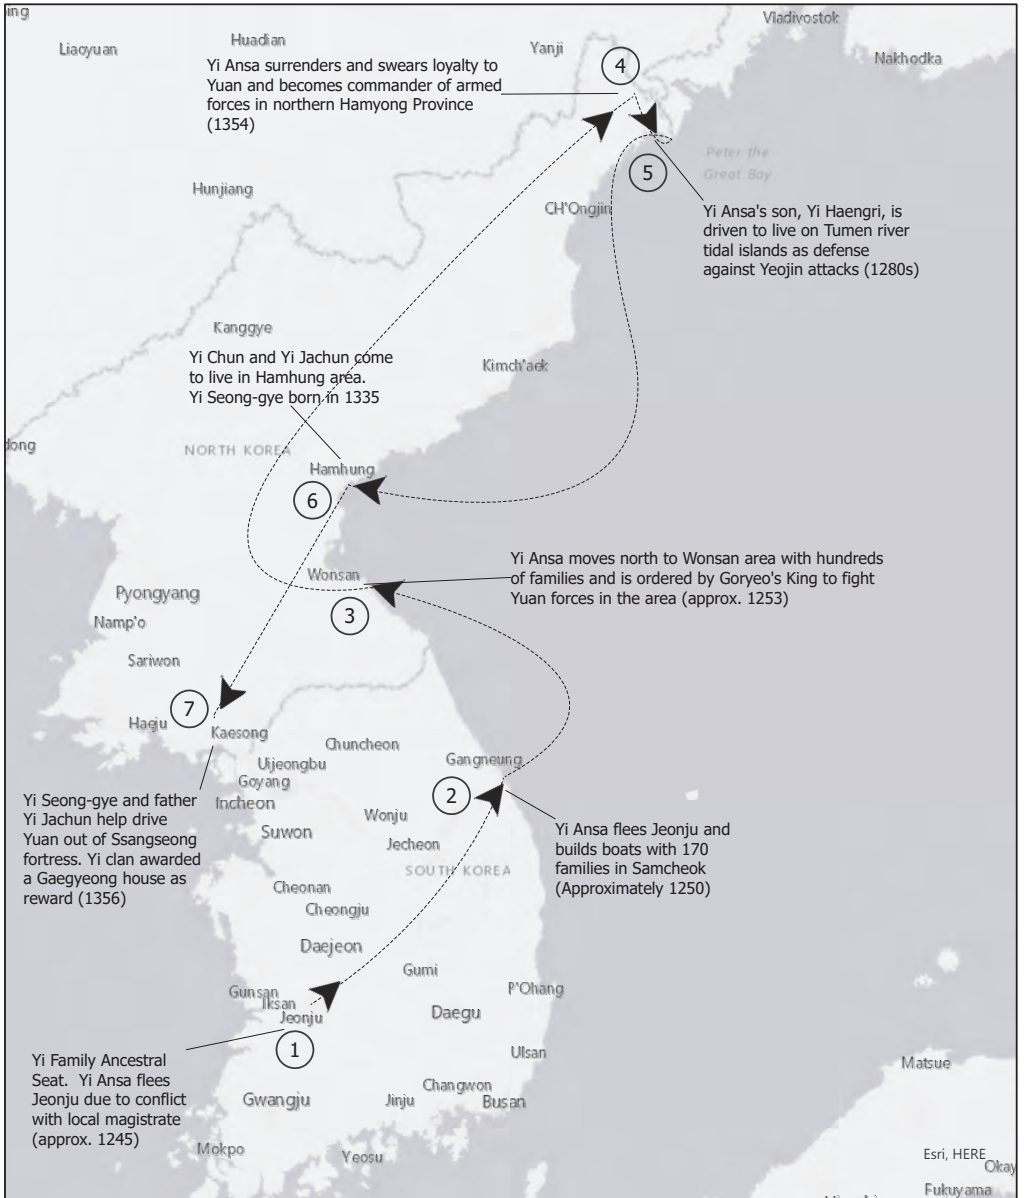 ing
Vladivostok
Liaoyuan
Huadian
Yanji
Nakhodka
4
Yi Ansa surrenders and swears loyalty to
Yuan and becomes commander of armed
forces in northern Hamyong Province
(1354)
Peter the
Great Bay
5
Hunjiang
CH'Ongjin
Yi Ansa's son, Yi Haengri, is
driven to live on Tumen river
tidal islands as defense
against Yeojin attacks (1280s)
Kanggye
Yi Chun and Yi Jachun come
to live in Hamhung area.
Yi Seong-gye born in 1335
Kimch'aek
dong
NORTH KOREA
Hamhung
6
Yi Ansa moves north to Wonsan area with hundreds
of families and is ordered by Goryeo's King to fight
Yuan forces in the area (approx. 1253)
Wonsan
3
Pyongyang
Namp'o
Sariwon
7
Haeju
Kaesong
Chuncheon
Uijeongbu
Gangneung
Goyang
Incheon
2
Yi Seong-gye and father
Yi Jachun help drive
Yuan out of Ssangseong
fortress. Yi clan awarded
a Gaegyeong house as
reward (1356)
Wonju
Suwon
Jecheon
Yi Ansa flees Jeonju and
builds boats with 170
families in Samcheok
(Approximately 1250)
SOUTH KOREA
Cheonan
Cheongju
Daejeon
Gumi
Gunsan
Iksan
P'Ohang
Jeonju
Daegu
1
Yi Family Ancestral
Seat. Yi Ansa flees
Jeonju due to conflict
with local magistrate
(approx. 1245)
Ulsan
Matsue
Changwon
Gwangju
Jinju
Busan
Mokpo
Yeosu
Esri, HERE
Okay
Fukuyama